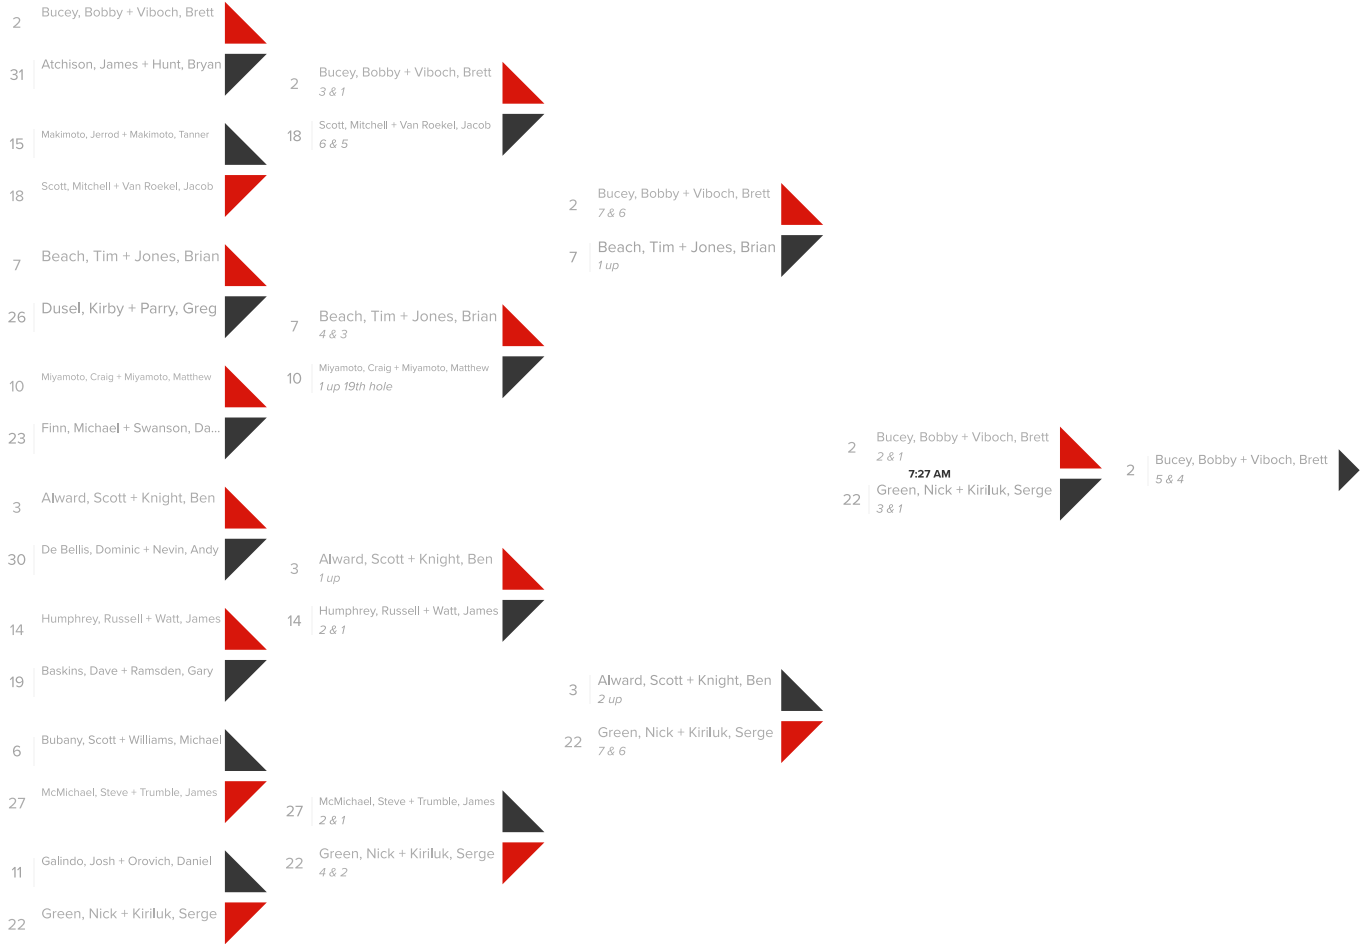 2
Bucey, Bobby + Viboch, Brett
31
Atchison, James + Hunt, Bryan
15
Makimoto, Jerrod + Makimoto, Tanner
18
Scott, Mitchell + Van Roekel, Jacob
7
Beach, Tim + Jones, Brian
26
Dusel, Kirby + Parry, Greg
10
Miyamoto, Craig + Miyamoto, Matthew
23
Finn, Michael + Swanson, Da...
3
Alward, Scott + Knight, Ben
30
De Bellis, Dominic + Nevin, Andy
14
Humphrey, Russell + Watt, James
19
Baskins, Dave + Ramsden, Gary
6
Bubany, Scott + Williams, Michael
27
McMichael, Steve + Trumble, James
11
Galindo, Josh + Orovich, Daniel
22
Green, Nick + Kiriluk, Serge
2
Bucey, Bobby + Viboch, Brett
3 & 1
18
Scott, Mitchell + Van Roekel, Jacob
6 & 5
7
Beach, Tim + Jones, Brian
4 & 3
10
Miyamoto, Craig + Miyamoto, Matthew
1 up 19th hole
3
Alward, Scott + Knight, Ben
1 up
14
Humphrey, Russell + Watt, James
2 & 1
27
McMichael, Steve + Trumble, James
2 & 1
22
Green, Nick + Kiriluk, Serge
4 & 2
2
Bucey, Bobby + Viboch, Brett
7 & 6
7
Beach, Tim + Jones, Brian
1 up
3
Alward, Scott + Knight, Ben
2 up
22
Green, Nick + Kiriluk, Serge
7 & 6
2
Bucey, Bobby + Viboch, Brett
2 & 1
7:27 AM
22
Green, Nick + Kiriluk, Serge
3 & 1
2
Bucey, Bobby + Viboch, Brett
5 & 4